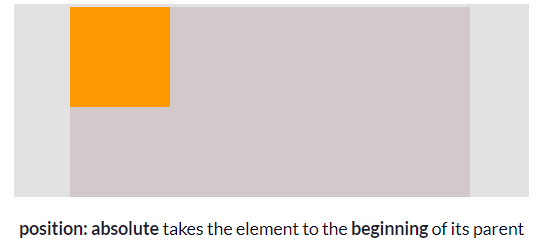 position: absolute takes the element to the beginning of its parent